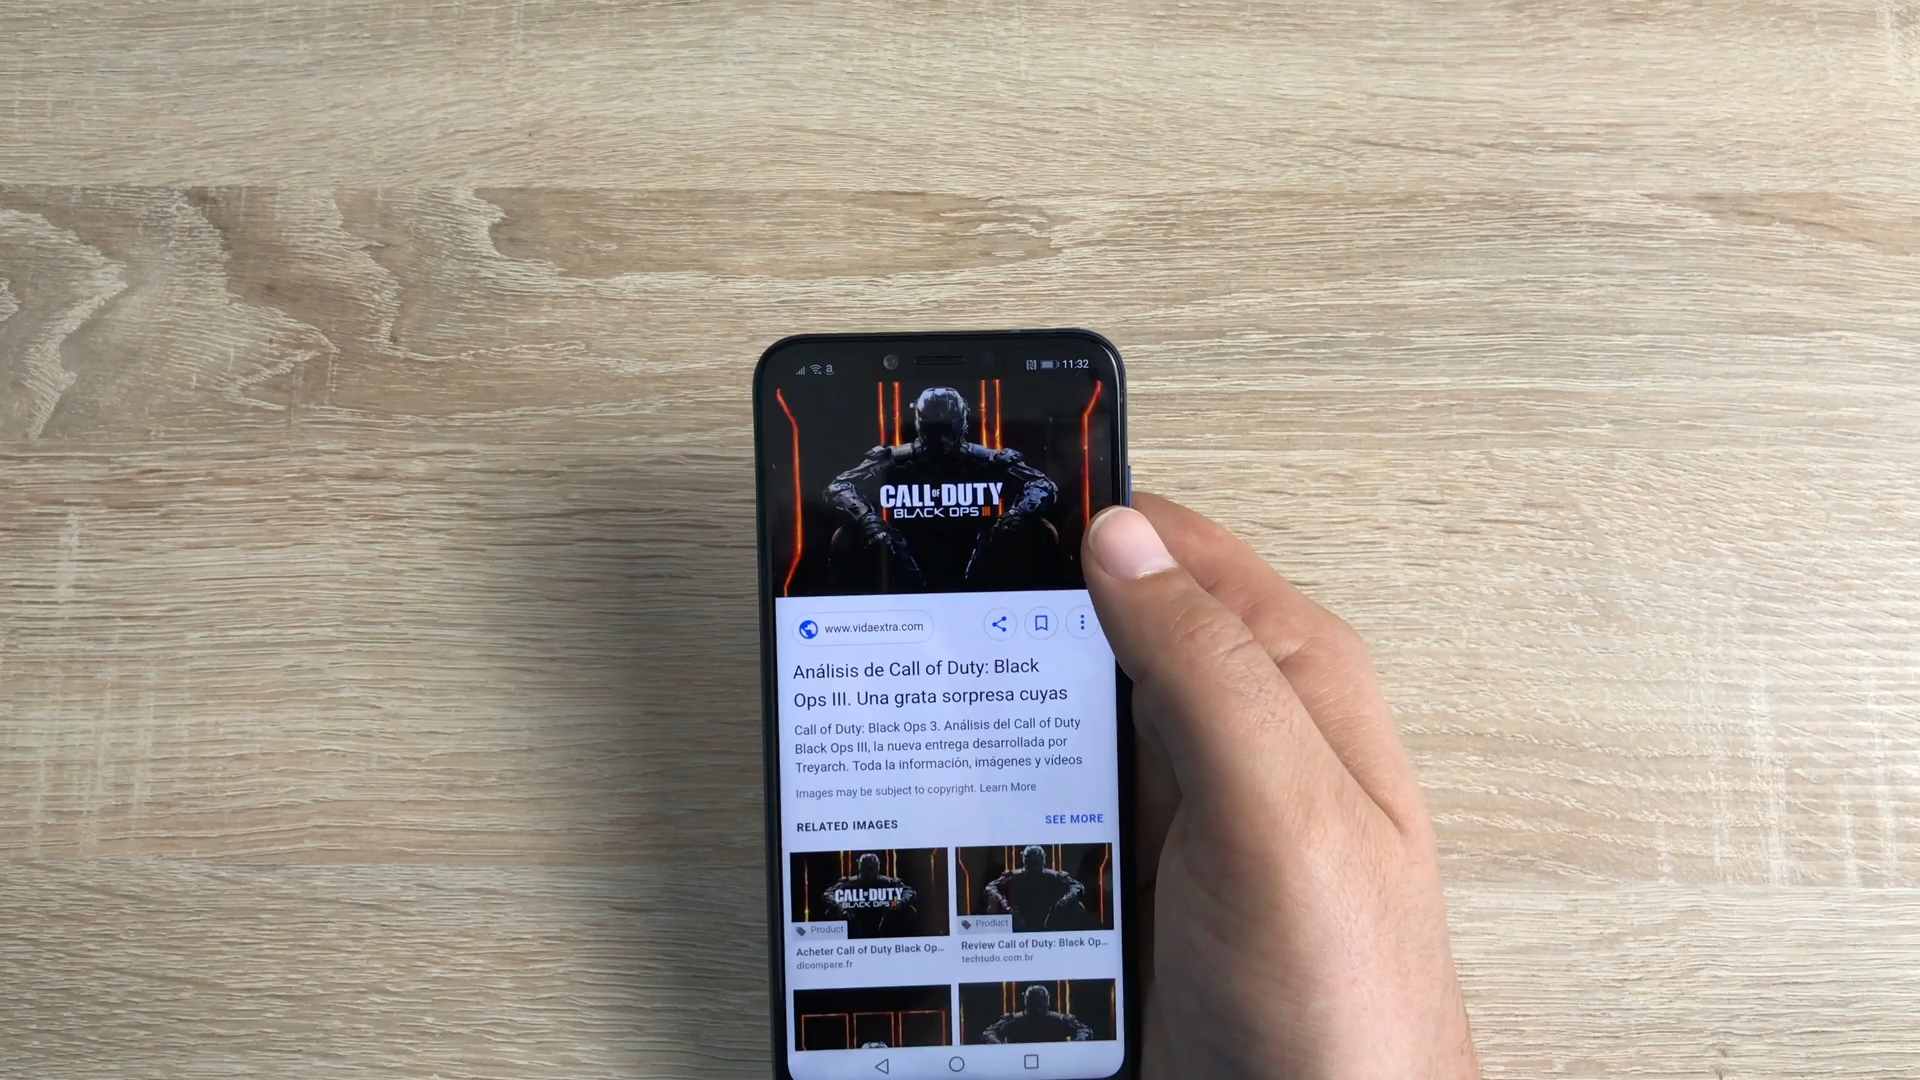 a
11:32
CALL OF DUTY
BLACK OPS III
www.vidaextra.com
Análisis de Call of Duty: Black
Ops III. Una grata sorpresa cuyas
Call of Duty: Black Ops 3. Análisis del Call of Duty
Black Ops III, la nueva entrega desarrollada por
Treyarch. Toda la información, imágenes y vídeos
Images may be subject to copyright. Learn More
RELATED IMAGES
SEE MORE
CALL OF DUTY
BLACK OPS III
Product
Product
Acheter Call of Duty Black Op...
dlcompare.fr
Review Call of Duty: Black Op...
techtudo.com.br